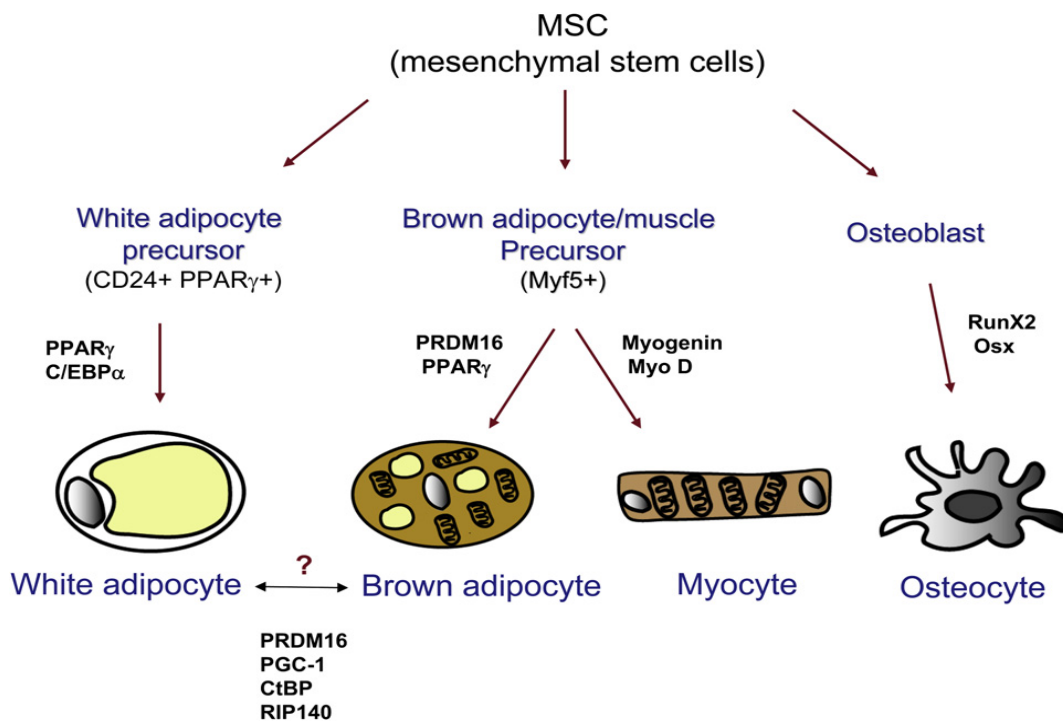 MSC
(mesenchymal stem cells)
White adipocyte
precursor
(CD24+ PPARγ+)
Brown adipocyte/muscle
Precursor
(Myf5+)
Osteoblast
PPARγ
C/EBPα
PRDM16
PPARγ
Myogenin
Myo D
RunX2
Osx
White adipocyte
?
Brown adipocyte
Myocyte
Osteocyte
PRDM16
PGC-1
CtBP
RIP140